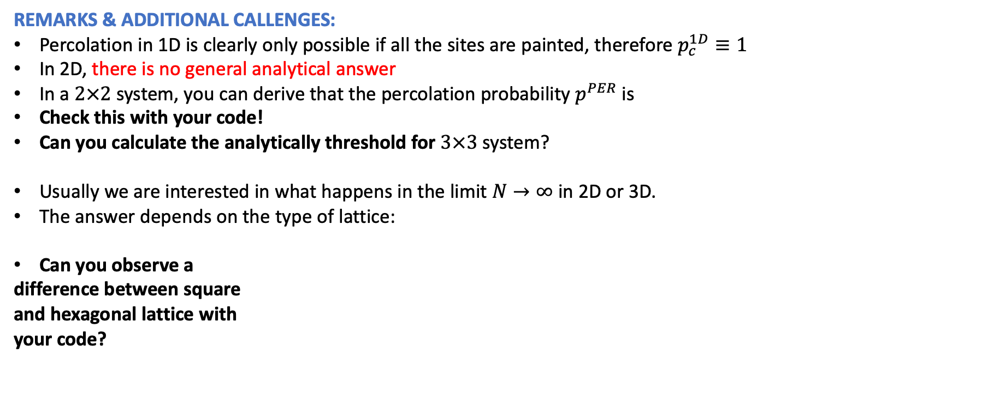 REMARKS & ADDITIONAL CALLENGES:
• Percolation in 1D is clearly only possible if all the sites are painted, therefore $p_c^{1D} \equiv 1$
• In 2D, there is no general analytical answer
• In a 2×2 system, you can derive that the percolation probability $p^{PER}$ is
• Check this with your code!
• Can you calculate the analytically threshold for 3×3 system?
• Usually we are interested in what happens in the limit $N \to \infty$ in 2D or 3D.
• The answer depends on the type of lattice:
• Can you observe a
difference between square
and hexagonal lattice with
your code?